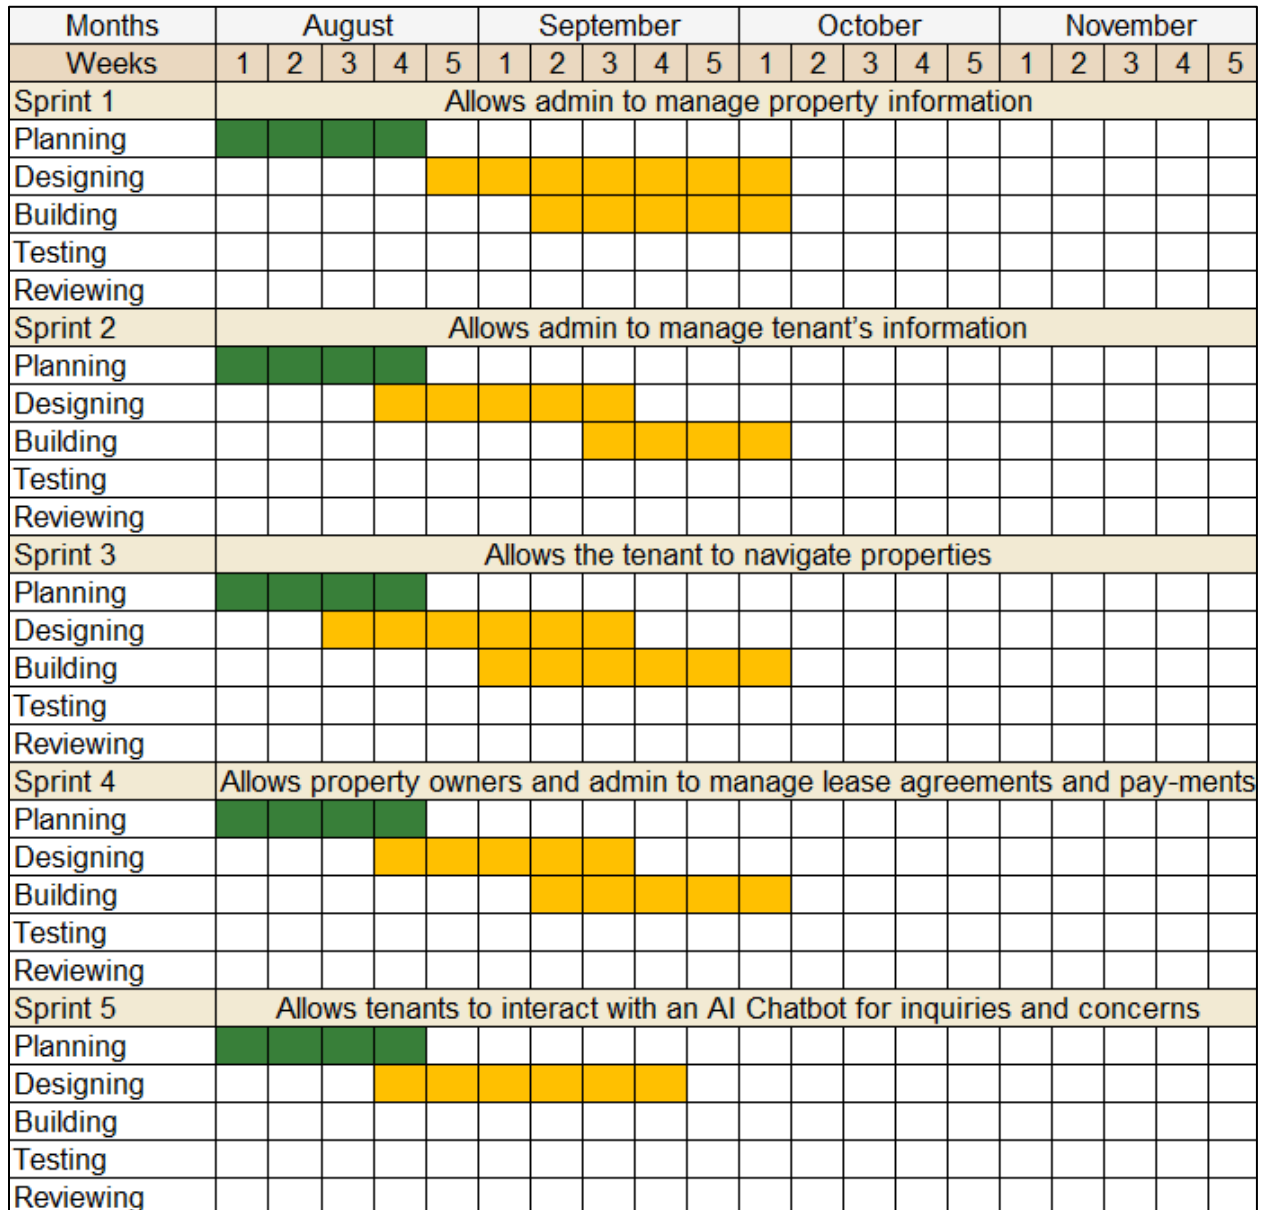 Months August September October November
Weeks 1 2 3 4 5 1 2 3 4 5 1 2 3 4 5 1 2 3 4 5
Sprint 1 Allows admin to manage property information
Planning
Designing
Building
Testing
Reviewing
Sprint 2 Allows admin to manage tenant’s information
Planning
Designing
Building
Testing
Reviewing
Sprint 3 Allows the tenant to navigate properties
Planning
Designing
Building
Testing
Reviewing
Sprint 4 Allows property owners and admin to manage lease agreements and pay-ments
Planning
Designing
Building
Testing
Reviewing
Sprint 5 Allows tenants to interact with an AI Chatbot for inquiries and concerns
Planning
Designing
Building
Testing
Reviewing